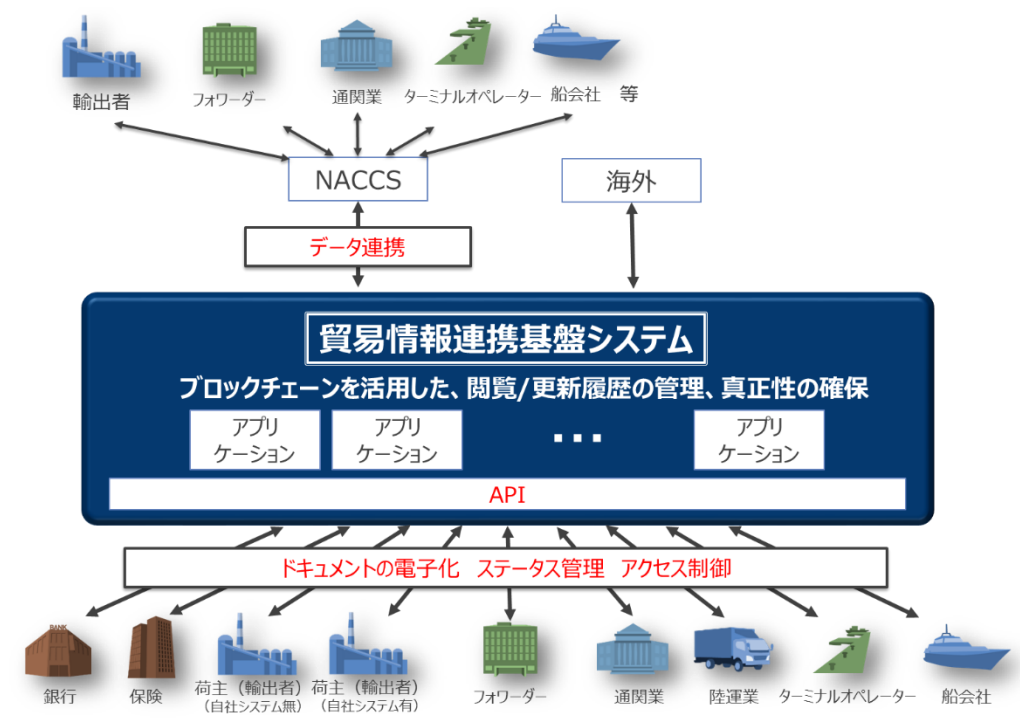 輸出者
フォワーダー
通関業
ターミナルオペレーター
船会社 等
NACCS
海外
データ連携
貿易情報連携基盤システム
ブロックチェーンを活用した、閲覧/更新履歴の管理、真正性の確保
アプリ
ケーション
アプリ
ケーション
・・・
アプリ
ケーション
API
ドキュメントの電子化 ステータス管理 アクセス制御
BANK
銀行
保険
荷主（輸出者）
（自社システム無）
荷主（輸出者）
（自社システム有）
フォワーダー
通関業
陸運業
ターミナルオペレーター
船会社